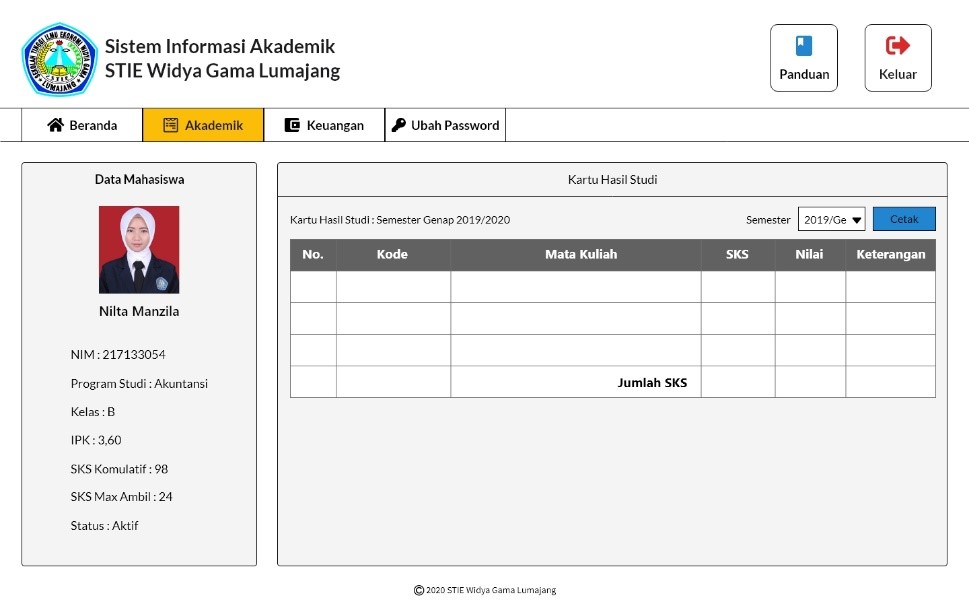 Sistem Informasi Akademik
STIE Widya Gama Lumajang
SEKOLAH TINGGI ILMU EKONOMI WIDYA GAMA
STIE
LUMAJANG
Panduan
Keluar
Beranda
Akademik
Keuangan
Ubah Password
Data Mahasiswa
Nilta Manzila
NIM : 217133054
Program Studi : Akuntansi
Kelas : B
IPK : 3,60
SKS Komulatif : 98
SKS Max Ambil : 24
Status : Aktif
Kartu Hasil Studi
Kartu Hasil Studi : Semester Genap 2019/2020
Semester 2019/Ge Cetak
No. Kode Mata Kuliah SKS Nilai Keterangan
Jumlah SKS
© 2020 STIE Widya Gama Lumajang